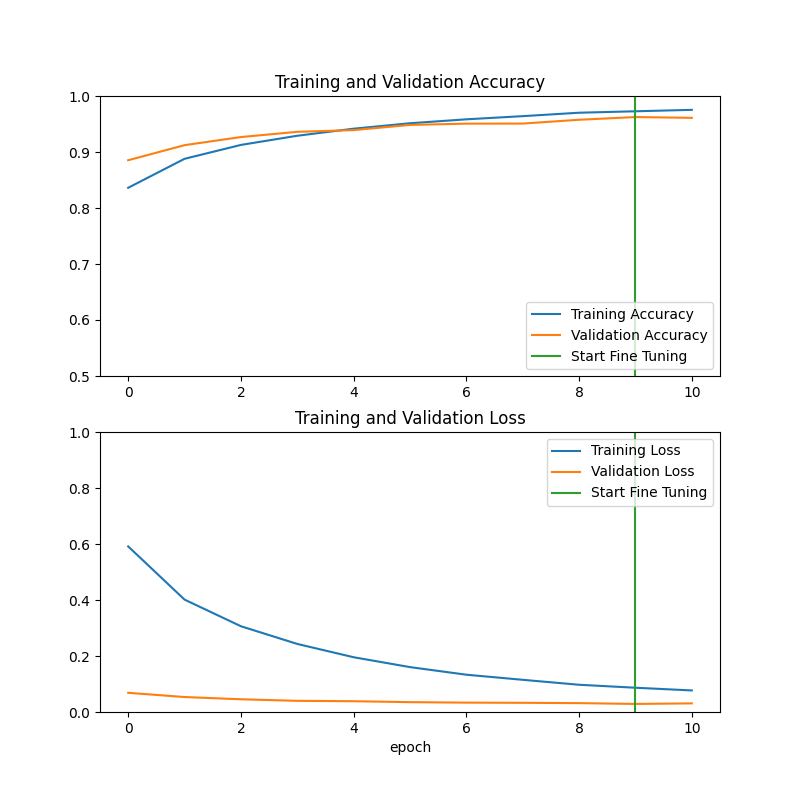 Training and Validation Accuracy
1.0
0.9
0.8
0.7
0.6
0.5
Training Accuracy
Validation Accuracy
Start Fine Tuning
0 2 4 6 8 10
Training and Validation Loss
1.0
0.8
0.6
0.4
0.2
0.0
Training Loss
Validation Loss
Start Fine Tuning
0 2 4 6 8 10
epoch